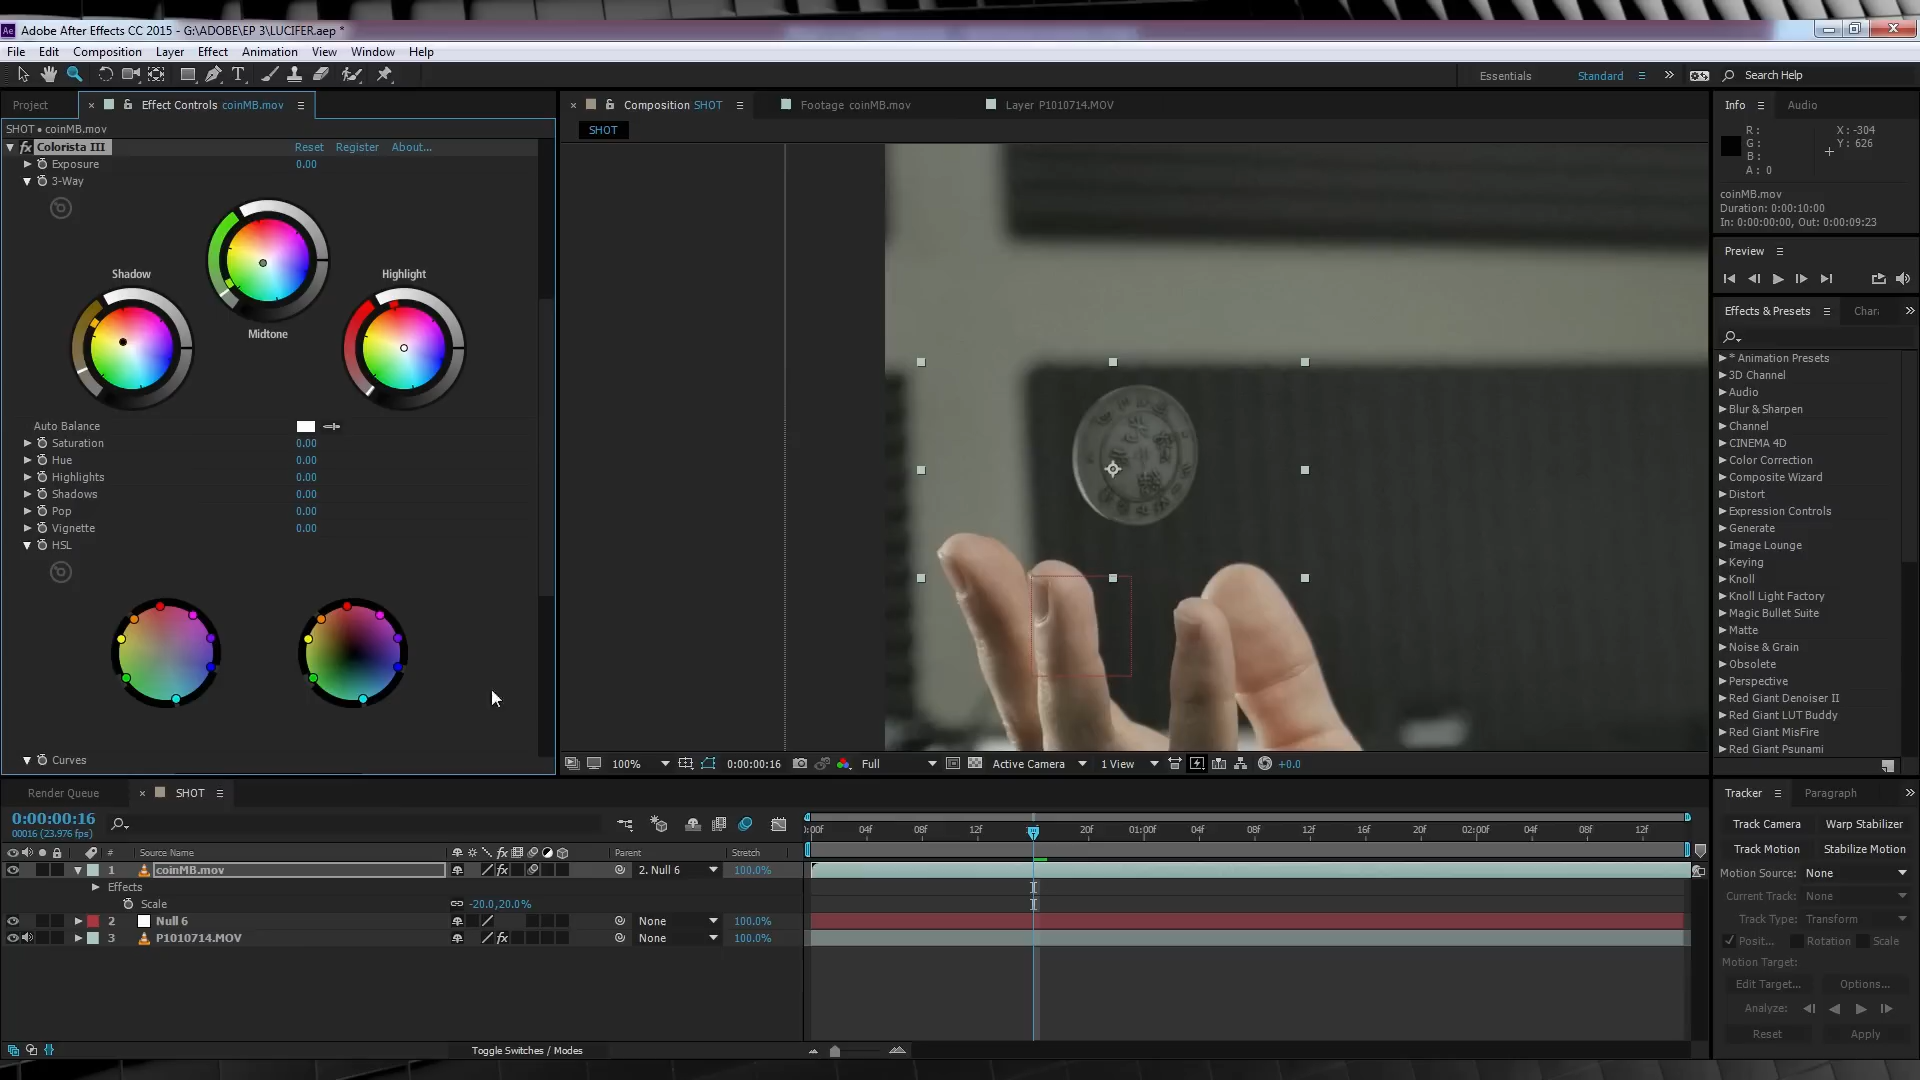 Adobe After Effects CC 2015 - G:\ADOBE\EP 3\LUCIFER.aep *
File Edit Composition Layer Effect Animation View Window Help
Essentials Standard Search Help
Project Effect Controls coinMB.mov
Composition SHOT Footage coinMB.mov Layer P1010714.MOV
Info Audio
SHOT • coinMB.mov
SHOT
R :
G :
B :
A : 0
X : -304
Y : 626
Colorista III Reset Register About...
Exposure 0.00
3-Way
Shadow
Highlight
Midtone
coinMB.mov
Duration: 0:00:10:00
In: 0:00:00:00, Out: 0:00:09:23
Preview
Effects & Presets Chara
* Animation Presets
3D Channel
Audio
Blur & Sharpen
Channel
CINEMA 4D
Color Correction
Composite Wizard
Distort
Expression Controls
Generate
Image Lounge
Keying
Knoll
Knoll Light Factory
Magic Bullet Suite
Matte
Noise & Grain
Obsolete
Perspective
Red Giant Denoiser II
Red Giant LUT Buddy
Red Giant MisFire
Red Giant Psunami
Auto Balance
Saturation 0.00
Hue 0.00
Highlights 0.00
Shadows 0.00
Pop 0.00
Vignette 0.00
HSL
Curves
100% 0:00:00:16 Full Active Camera 1 View +0.0
Render Queue SHOT
0:00:00:16
00016 (23.976 fps)
0:00f 04f 08f 12f 20f 01:00f 04f 08f 12f 16f 20f 02:00f 04f 08f 12f
# Source Name Parent Stretch
1 coinMB.mov 2. Null 6 100.0%
Effects
Scale -20.0,20.0%
2 Null 6 None 100.0%
3 P1010714.MOV None 100.0%
Toggle Switches / Modes
Tracker Paragraph
Track Camera Warp Stabilizer
Track Motion Stabilize Motion
Motion Source: None
Current Track: None
Track Type: Transform
Posit... Rotation Scale
Motion Target:
Edit Target... Options...
Analyze:
Reset Apply